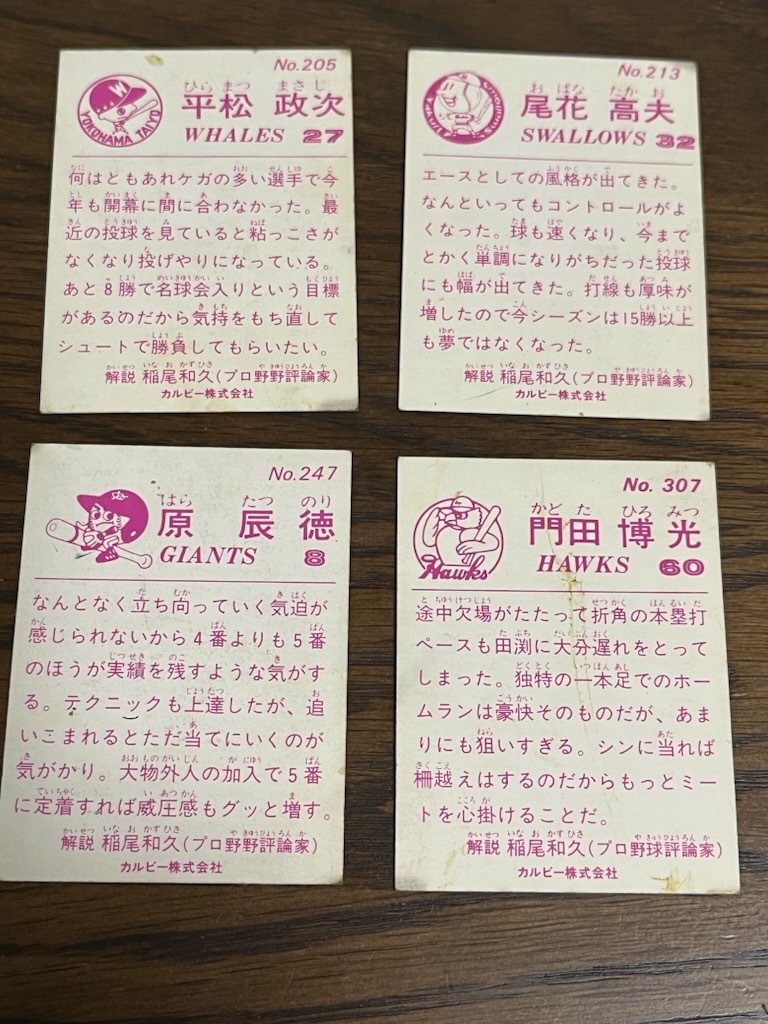 No.205
ひら まつ まさ じ
平松 政次
YOKOHAMA TAIYO
W
WHALES 27
何はともあれケガの多い選手で今
年も開幕に間に合わなかった。最
近の投球を見ていると粘っこさが
なくなり投げやりになっている。
あと8勝で名球会入りという目標
があるのだから気持をもち直して
シュートで勝負してもらいたい。
解説 稲尾和久(プロ野野評論家)
カルビー株式会社
No.213
お ばな たか お
尾花 高夫
SWALLOWS 32
エースとしての風格が出てきた。
なんといってもコントロールがよ
くなった。球も速くなり、今まで
とかく単調になりがちだった投球
にも幅が出てきた。打線も厚味が
増したので今シーズンは15勝以上
も夢ではなくなった。
解説 稲尾和久(プロ野野評論家)
カルビー株式会社
No.247
はら たつ のり
原 辰徳
GIANTS 8
なんとなく立ち向っていく気迫が
感じられないから4番よりも5番
のほうが実績を残すような気がす
る。テクニックも上達したが、追
いこまれるとただ当てにいくのが
気がかり。大物外人の加入で5番
に定着すれば威圧感もグッと増す。
解説 稲尾和久(プロ野野評論家)
カルビー株式会社
No. 307
かど た ひろ みつ
門田 博光
Hawks
HAWKS 60
途中欠場がたたって折角の本塁打
ペースも田渕に大分遅れをとって
しまった。独特の一本足でのホー
ムランは豪快そのものだが、あま
りにも狙いすぎる。シンに当れば
柵越えはするのだからもっとミー
トを心掛けることだ。
解説 稲尾和久(プロ野球評論家)
カルビー株式会社